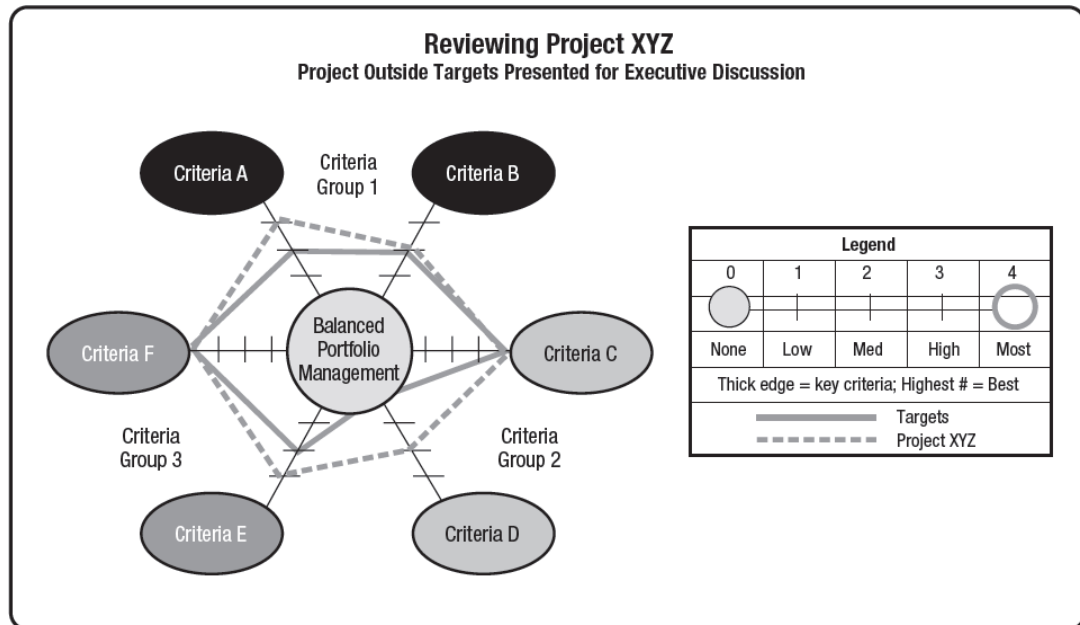 Reviewing Project XYZ
Project Outside Targets Presented for Executive Discussion
Criteria A
Criteria
Group 1
Criteria B
Criteria F
Balanced
Portfolio
Management
Criteria C
Criteria
Group 3
Criteria
Group 2
Criteria E
Criteria D
Legend
0 1 2 3 4
None Low Med High Most
Thick edge = key criteria; Highest # = Best
Targets
Project XYZ